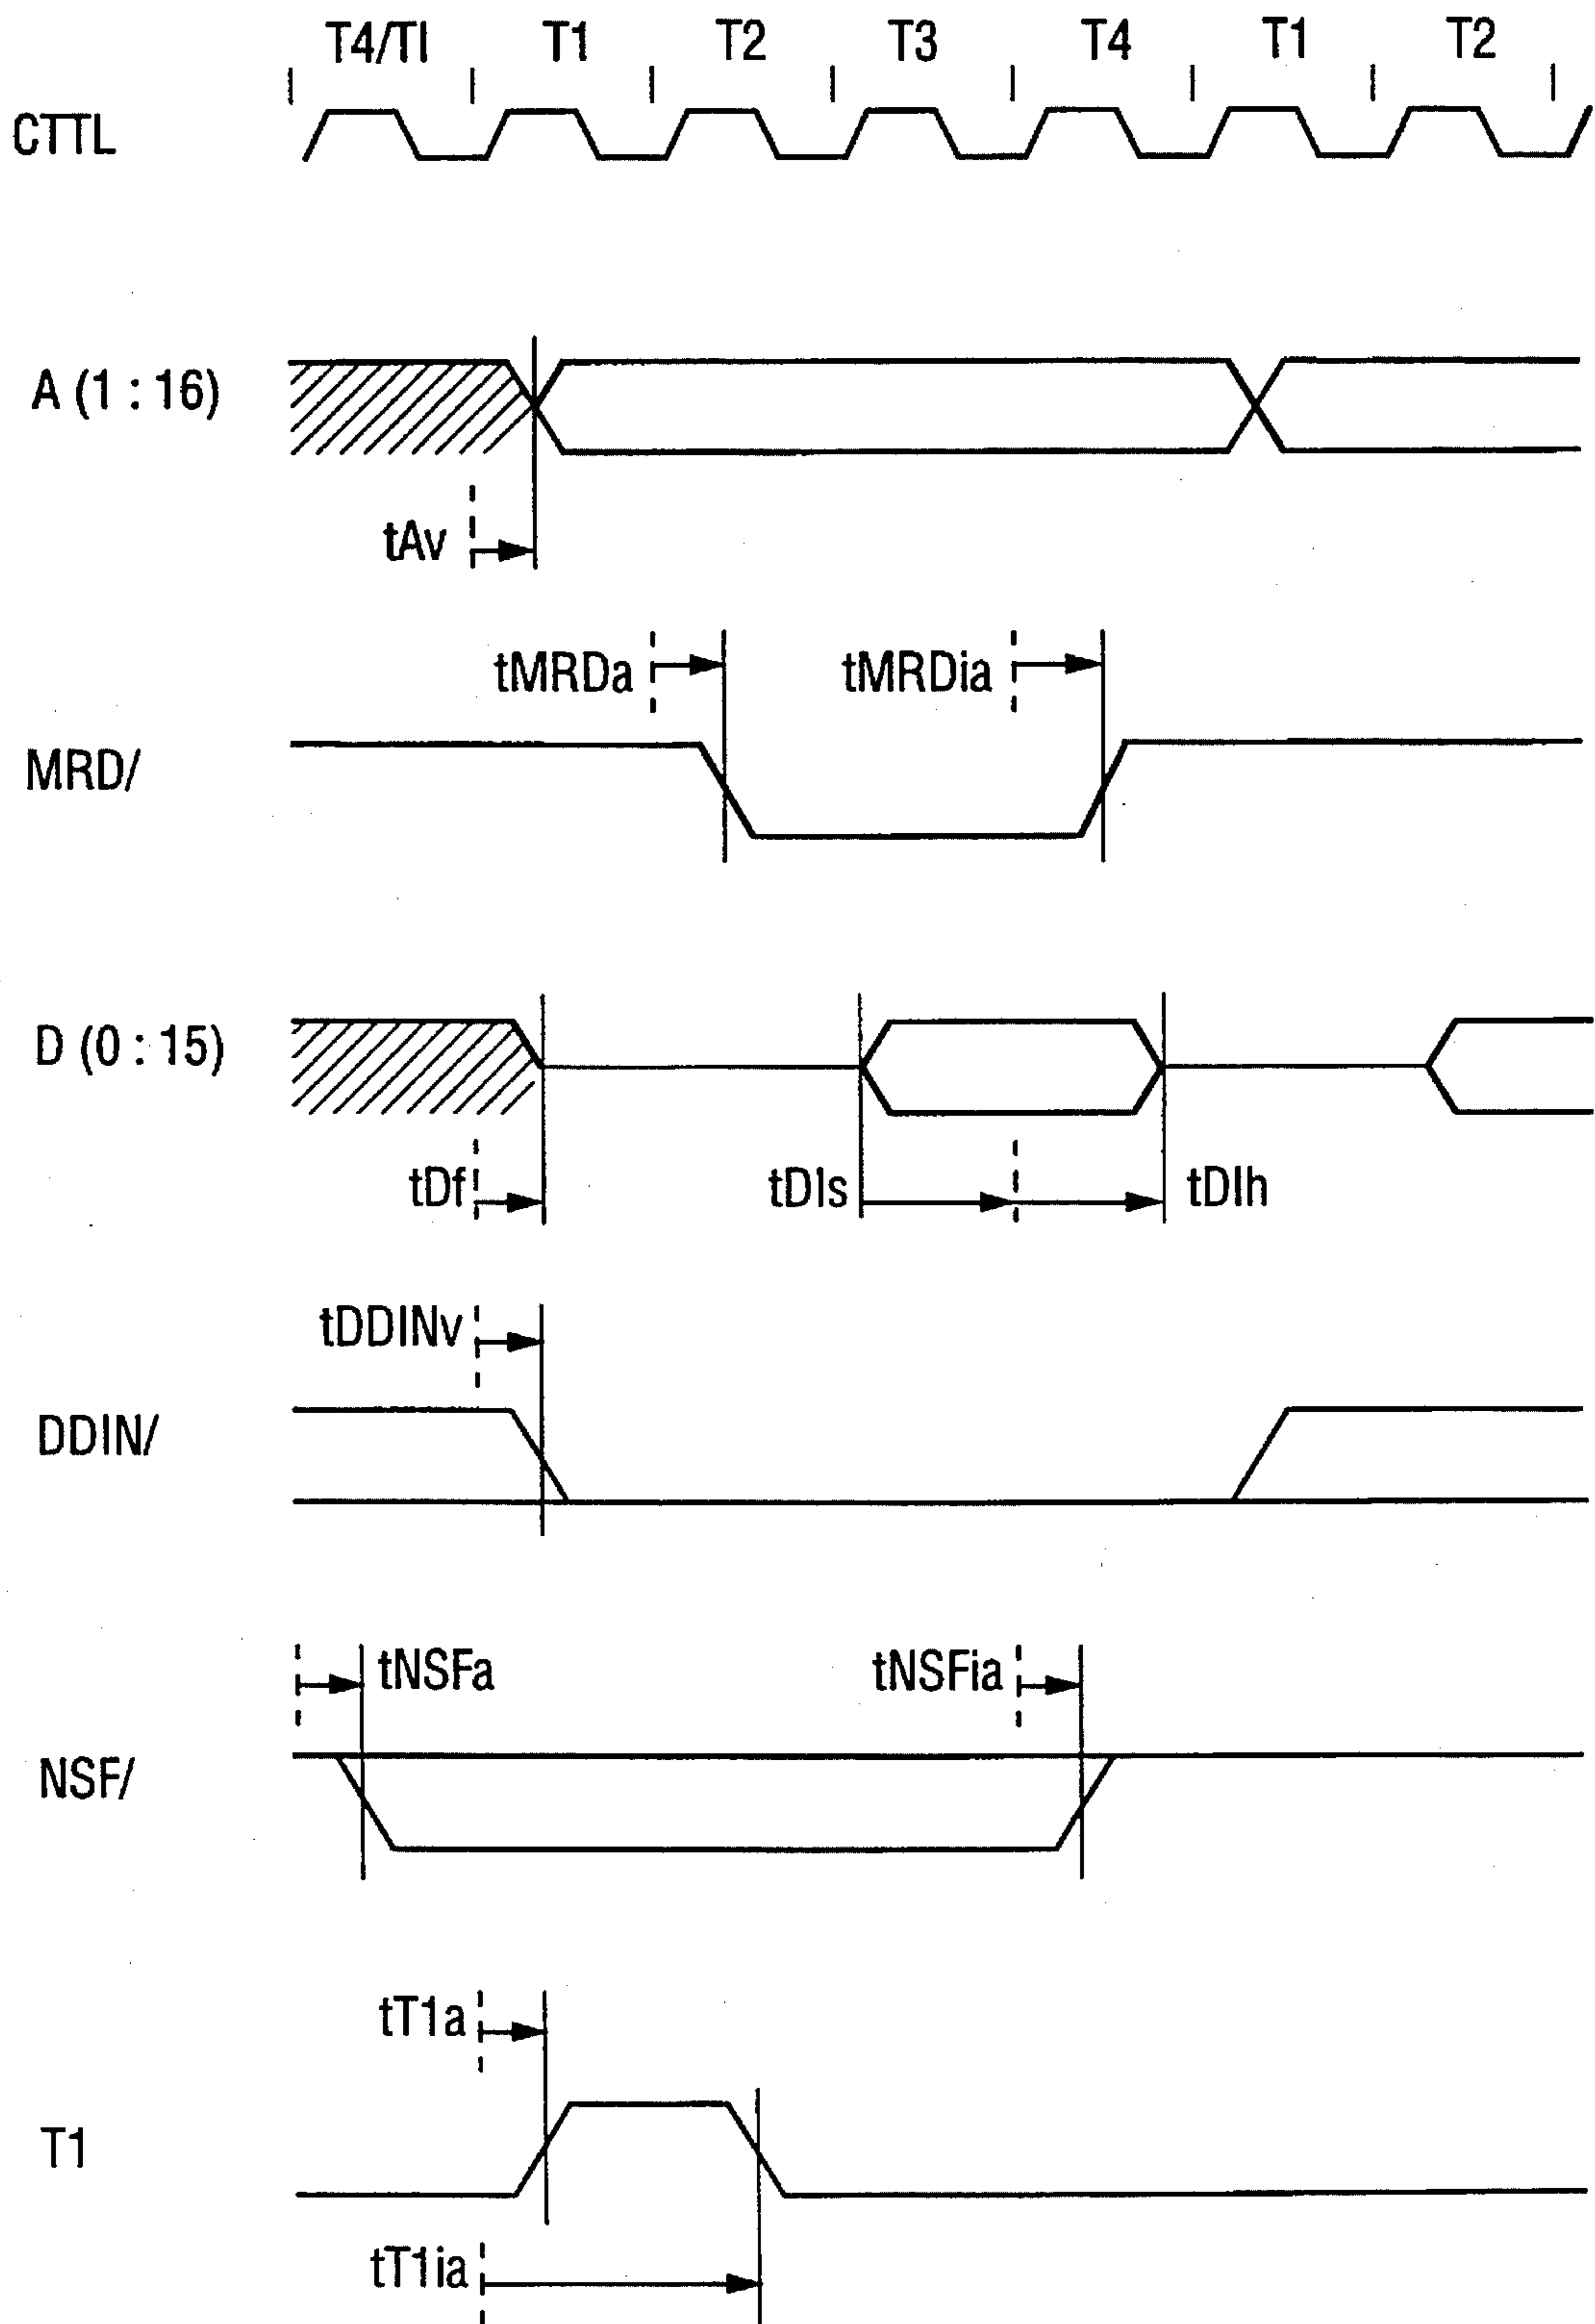 T4/TI T1 T2 T3 T4 T1 T2
CTTL
A (1 : 16)
tAv
tMRDa tMRDia
MRD/
D (0 : 15)
tDf tDIs tDIh
tDDINv
DDIN/
tNSFa tNSFia
NSF/
tT1a
T1
tT1ia